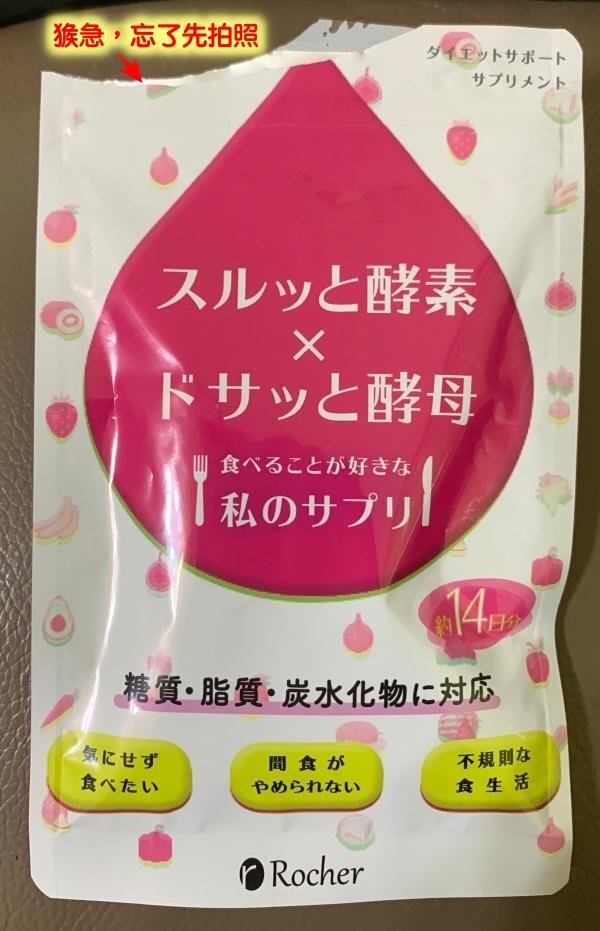 猴急，忘了先拍照
ダイエットサポート
サプリメント
スルッと酵素
×
ドサッと酵母
食べることが好きな
私のサプリ
約14日分
糖質・脂質・炭水化物に対応
気にせず
食べたい
間食が
やめられない
不規則な
食生活
r Rocher